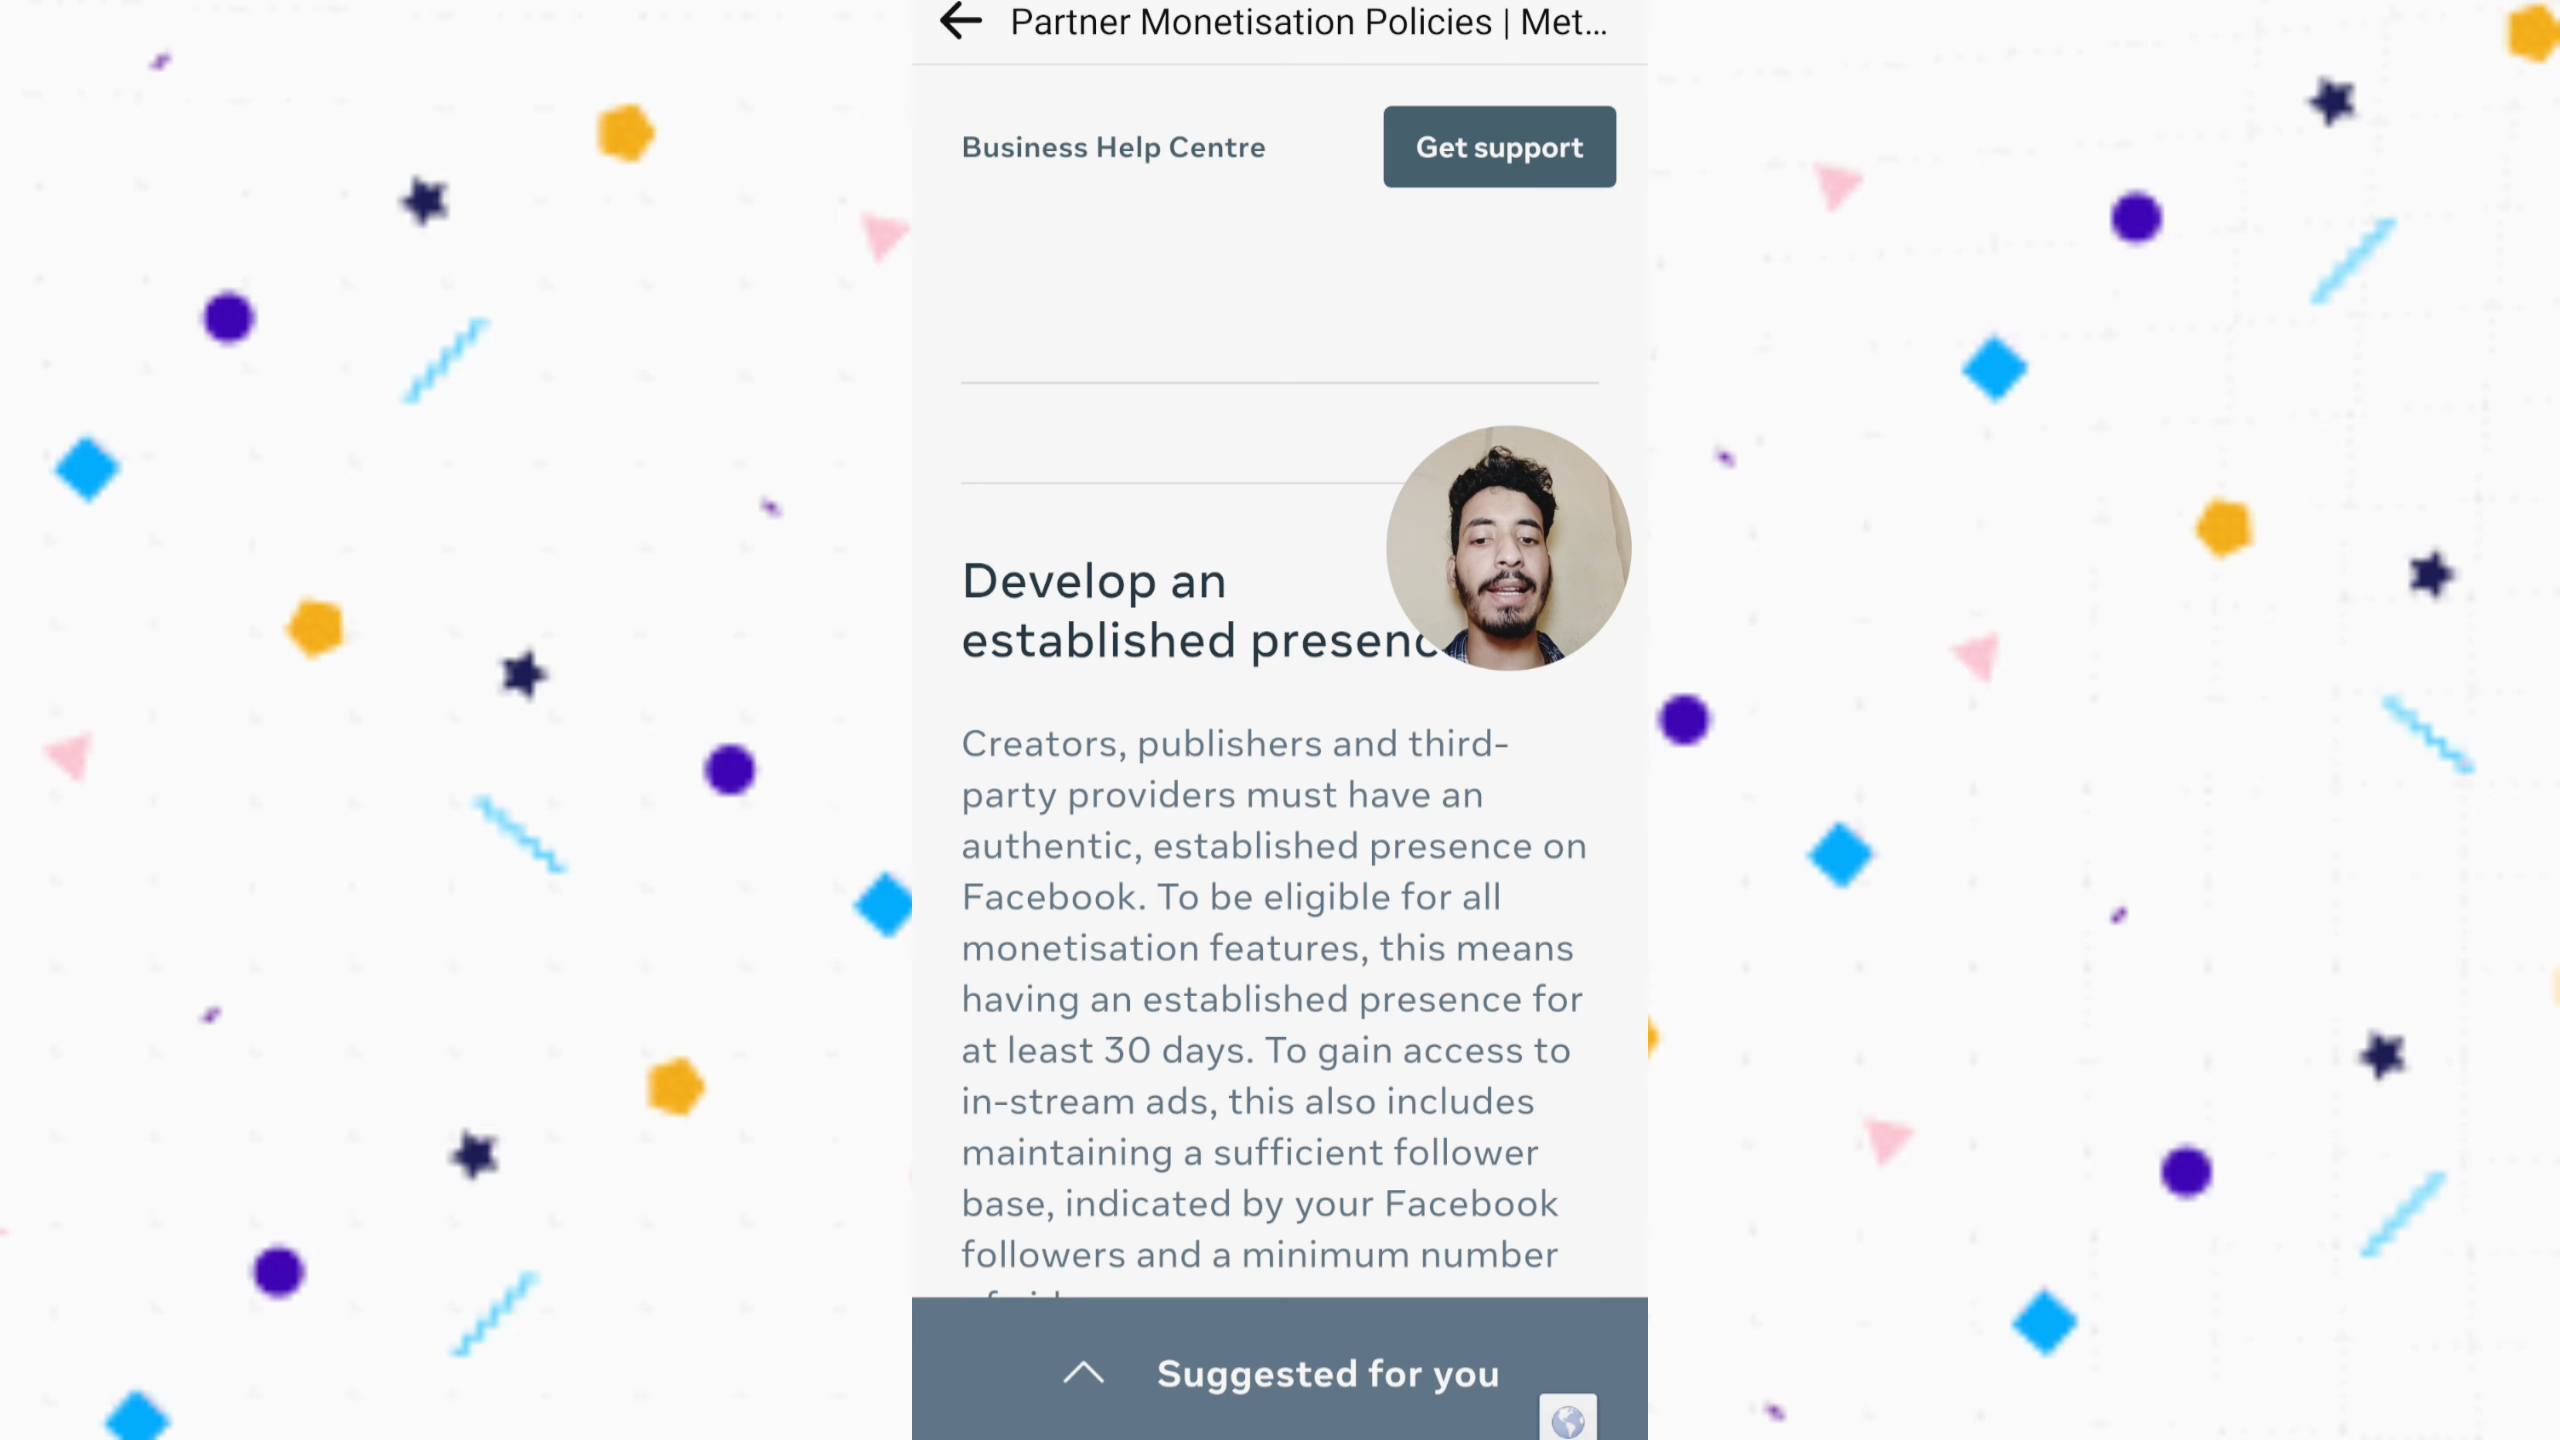 Partner Monetisation Policies | Met...
Business Help Centre
Get support
Develop an
established presenc
Creators, publishers and third-
party providers must have an
authentic, established presence on
Facebook. To be eligible for all
monetisation features, this means
having an established presence for
at least 30 days. To gain access to
in-stream ads, this also includes
maintaining a sufficient follower
base, indicated by your Facebook
followers and a minimum number
Suggested for you